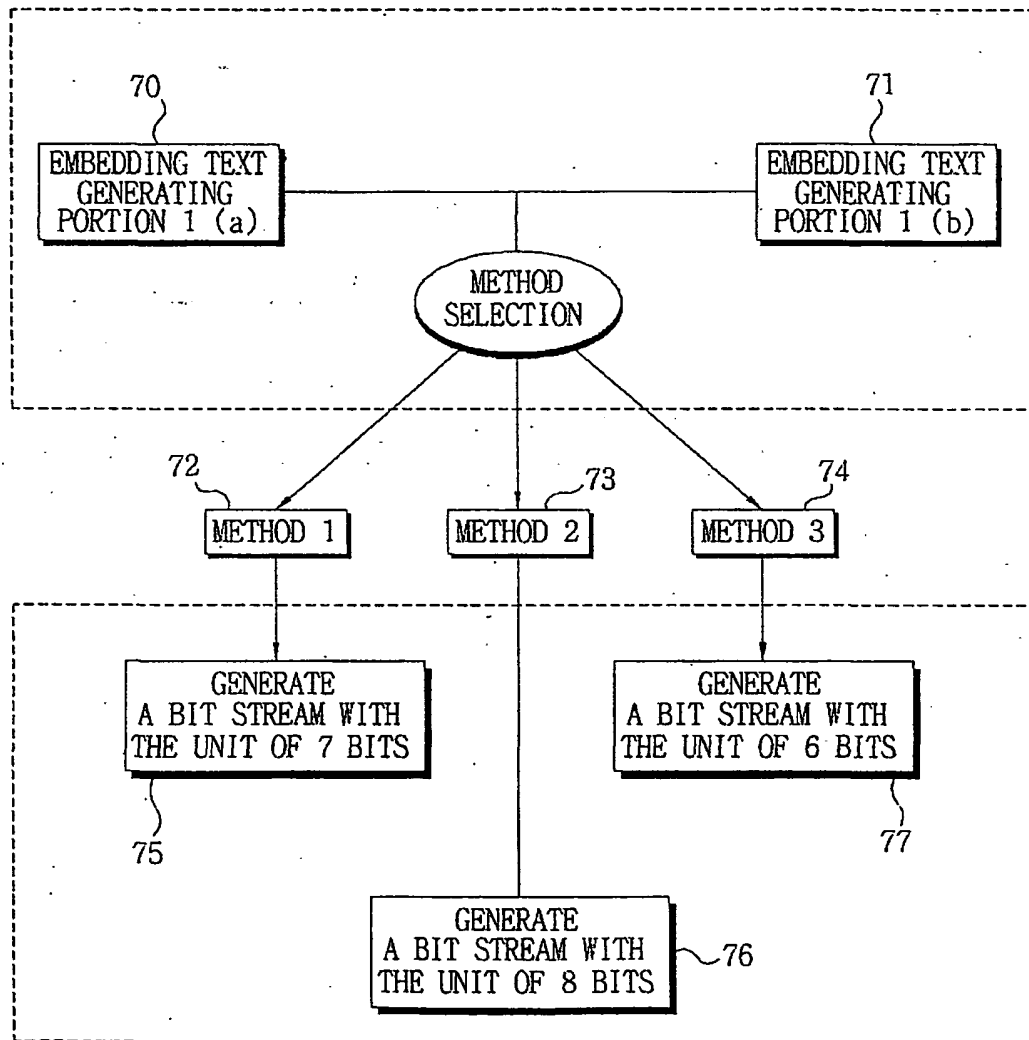 70
71
EMBEDDING TEXT
GENERATING
PORTION 1 (a)
EMBEDDING TEXT
GENERATING
PORTION 1 (b)
METHOD
SELECTION
72
73
74
METHOD 1
METHOD 2
METHOD 3
GENERATE
A BIT STREAM WITH
THE UNIT OF 7 BITS
GENERATE
A BIT STREAM WITH
THE UNIT OF 6 BITS
75
77
GENERATE
A BIT STREAM WITH
THE UNIT OF 8 BITS
76